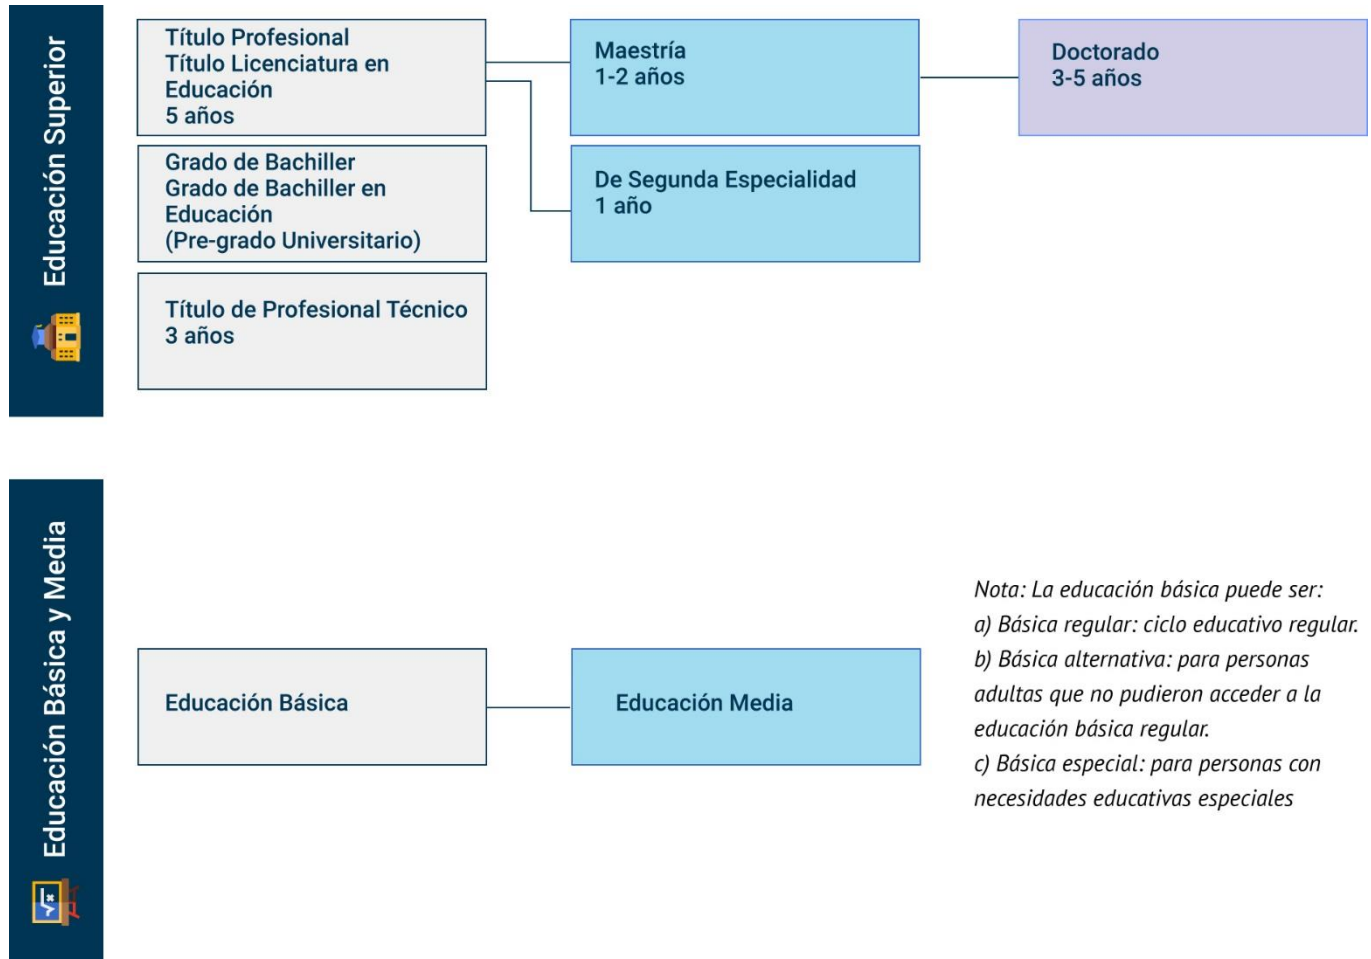 Educación Superior
Título Profesional
Título Licenciatura en
Educación
5 años
Maestría
1-2 años
Doctorado
3-5 años
Grado de Bachiller
Grado de Bachiller en
Educación
(Pre-grado Universitario)
De Segunda Especialidad
1 año
Título de Profesional Técnico
3 años
Educación Básica y Media
Educación Básica
Educación Media
Nota: La educación básica puede ser:
a) Básica regular: ciclo educativo regular.
b) Básica alternativa: para personas
adultas que no pudieron acceder a la
educación básica regular.
c) Básica especial: para personas con
necesidades educativas especiales